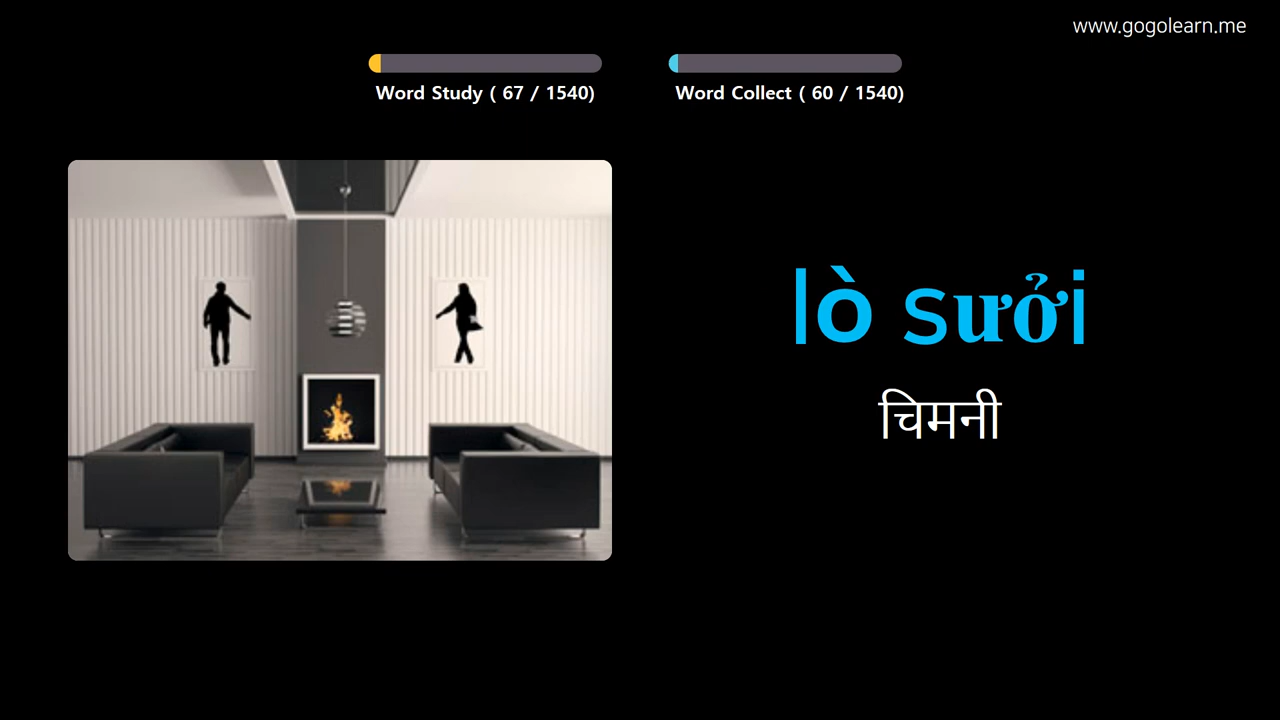 www.gogolearn.me
Word Study ( 67 / 1540)
Word Collect ( 60 / 1540)
lò sưởi
चिमनी